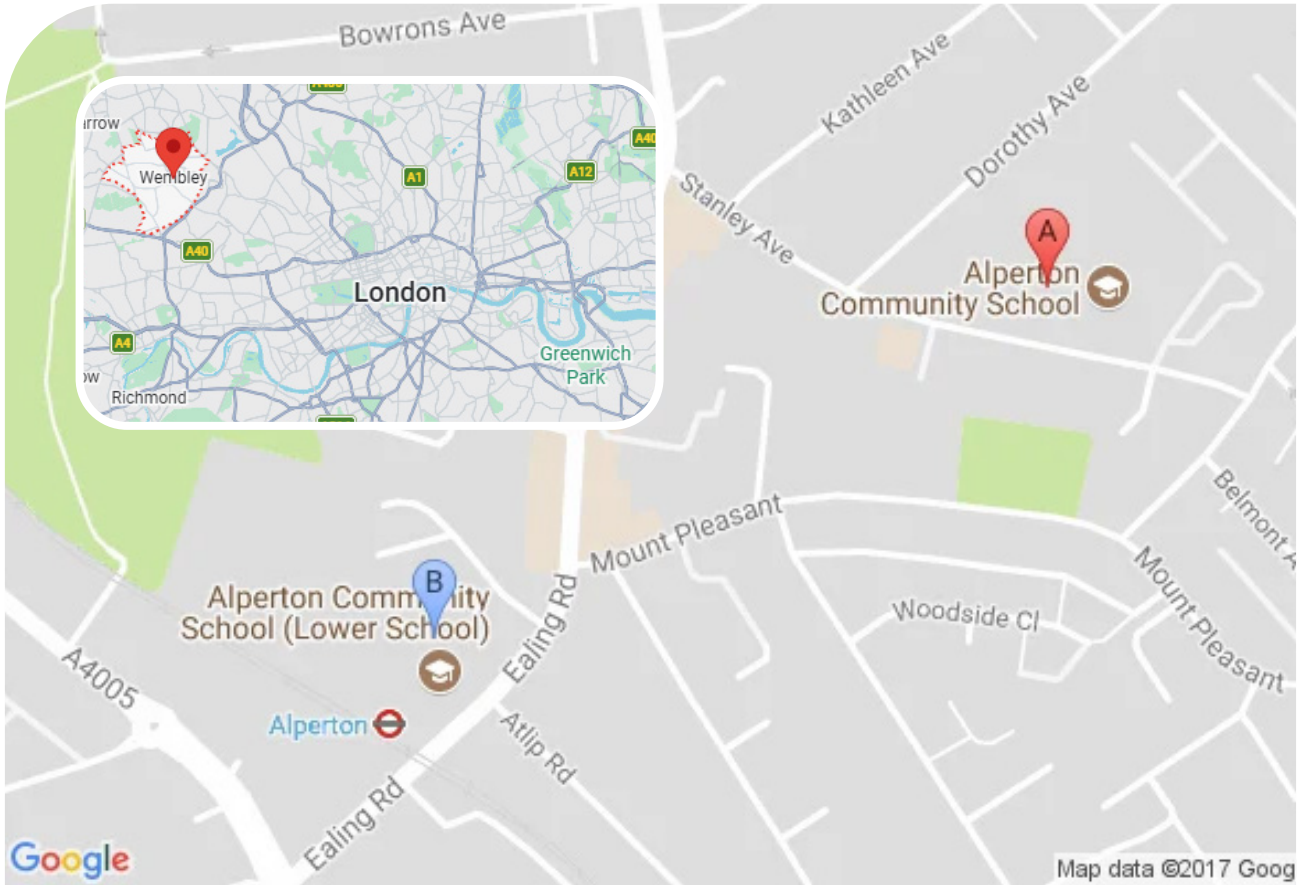 Bowrons Ave
Kathleen Ave
Dorothy Ave
Stanley Ave
A
Alperton
Community School
Wembley
A1
A12
A40
A40
London
A4
Greenwich
Park
Richmond
Mount Pleasant
Belmont A
Mount Pleasant
Woodside Cl
B
Alperton Community
School (Lower School)
Ealing Rd
A4005
Alperton
Atlip Rd
Ealing Rd
Google
Map data ©2017 Goog